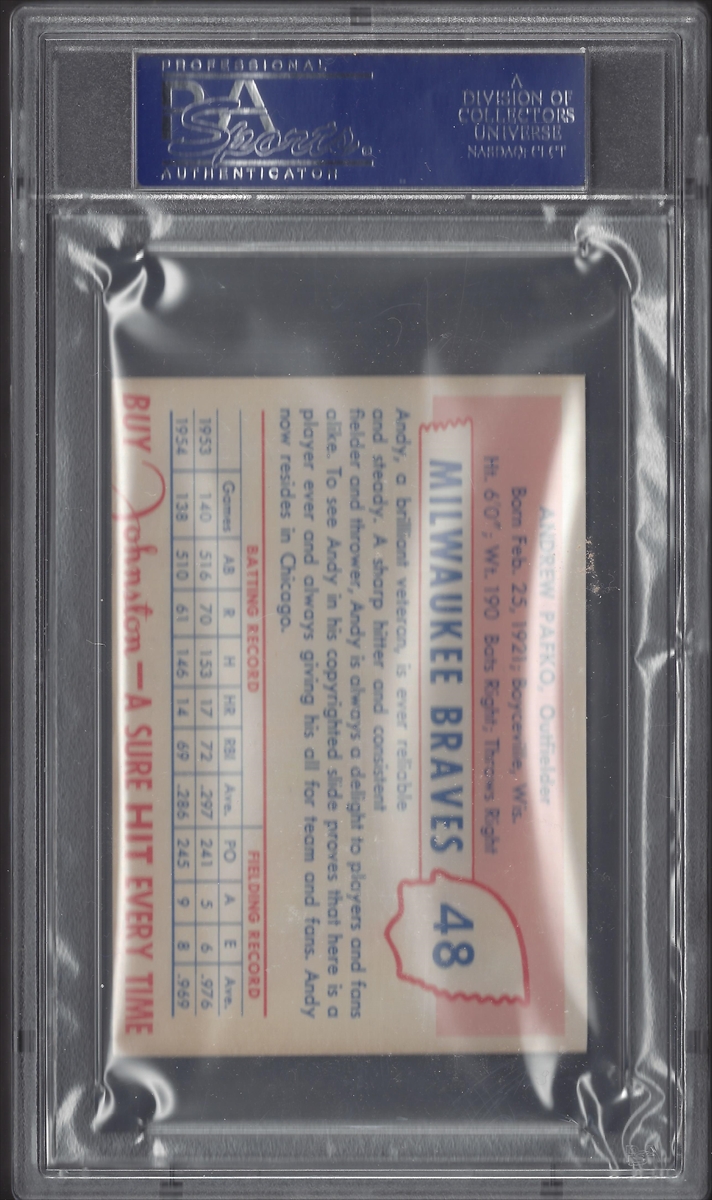 PROFESSIONAL
PSA
Sports
AUTHENTICATOR
A
DIVISION OF
COLLECTORS
UNIVERSE
NASDAQ: CLCT
ANDREW PAFKO, Outfielder
Born Feb. 25, 1921; Boyceville, Wis.
Ht. 6'0"; Wt. 190 Bats Right; Throws Right
MILWAUKEE BRAVES 48
Andy, a brilliant veteran, is ever reliable
and steady. A sharp hitter and consistent
fielder and thrower, Andy is always a delight to players and fans
alike. To see Andy in his copyrighted slide proves that here is a
player ever and always giving his all for team and fans. Andy
now resides in Chicago.
BATTING RECORD FIELDING RECORD
Games AB R H HR RBI Ave. PO A E Ave.
1953 140 516 70 153 17 72 .297 241 5 6 .976
1954 138 510 61 146 14 69 .286 245 9 8 .969
BUY Johnston — A SURE HIT EVERY TIME